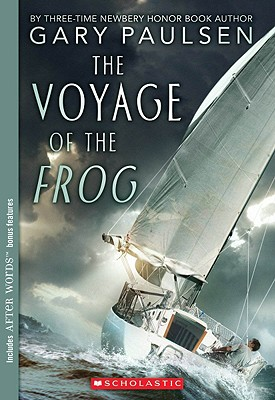 BY THREE-TIME NEWBERY HONOR BOOK AUTHOR
GARY PAULSEN
THE
VOYAGE
OF THE
FROG
Includes AFTER WORDS™ bonus features
SCHOLASTIC